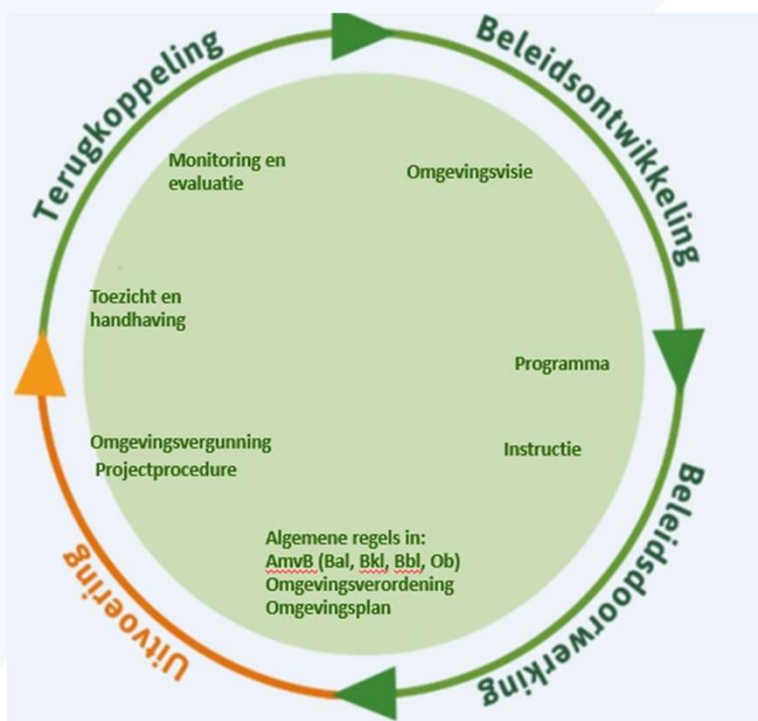 Beleidsontwikkeling
Terugkoppeling
Monitoring en
evaluatie
Omgevingsvisie
Toezicht en
handhaving
Programma
Omgevingsvergunning
Projectprocedure
Instructie
Algemene regels in:
AmvB (Bal, Bkl, Bbl, Ob)
Omgevingsverordening
Omgevingsplan
Beleidsdoorwerking
Uitvoering